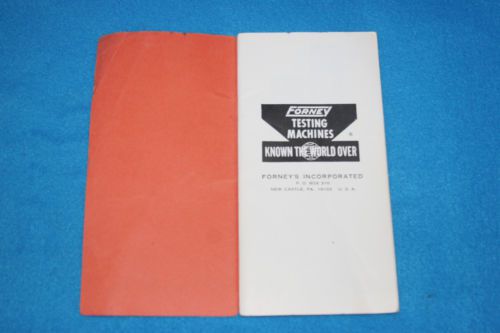 FORNEY
TESTING
MACHINES
®
KNOWN THE WORLD OVER
FORNEY'S INCORPORATED
P. O. BOX 310
NEW CASTLE, PA. 16103 U. S. A.